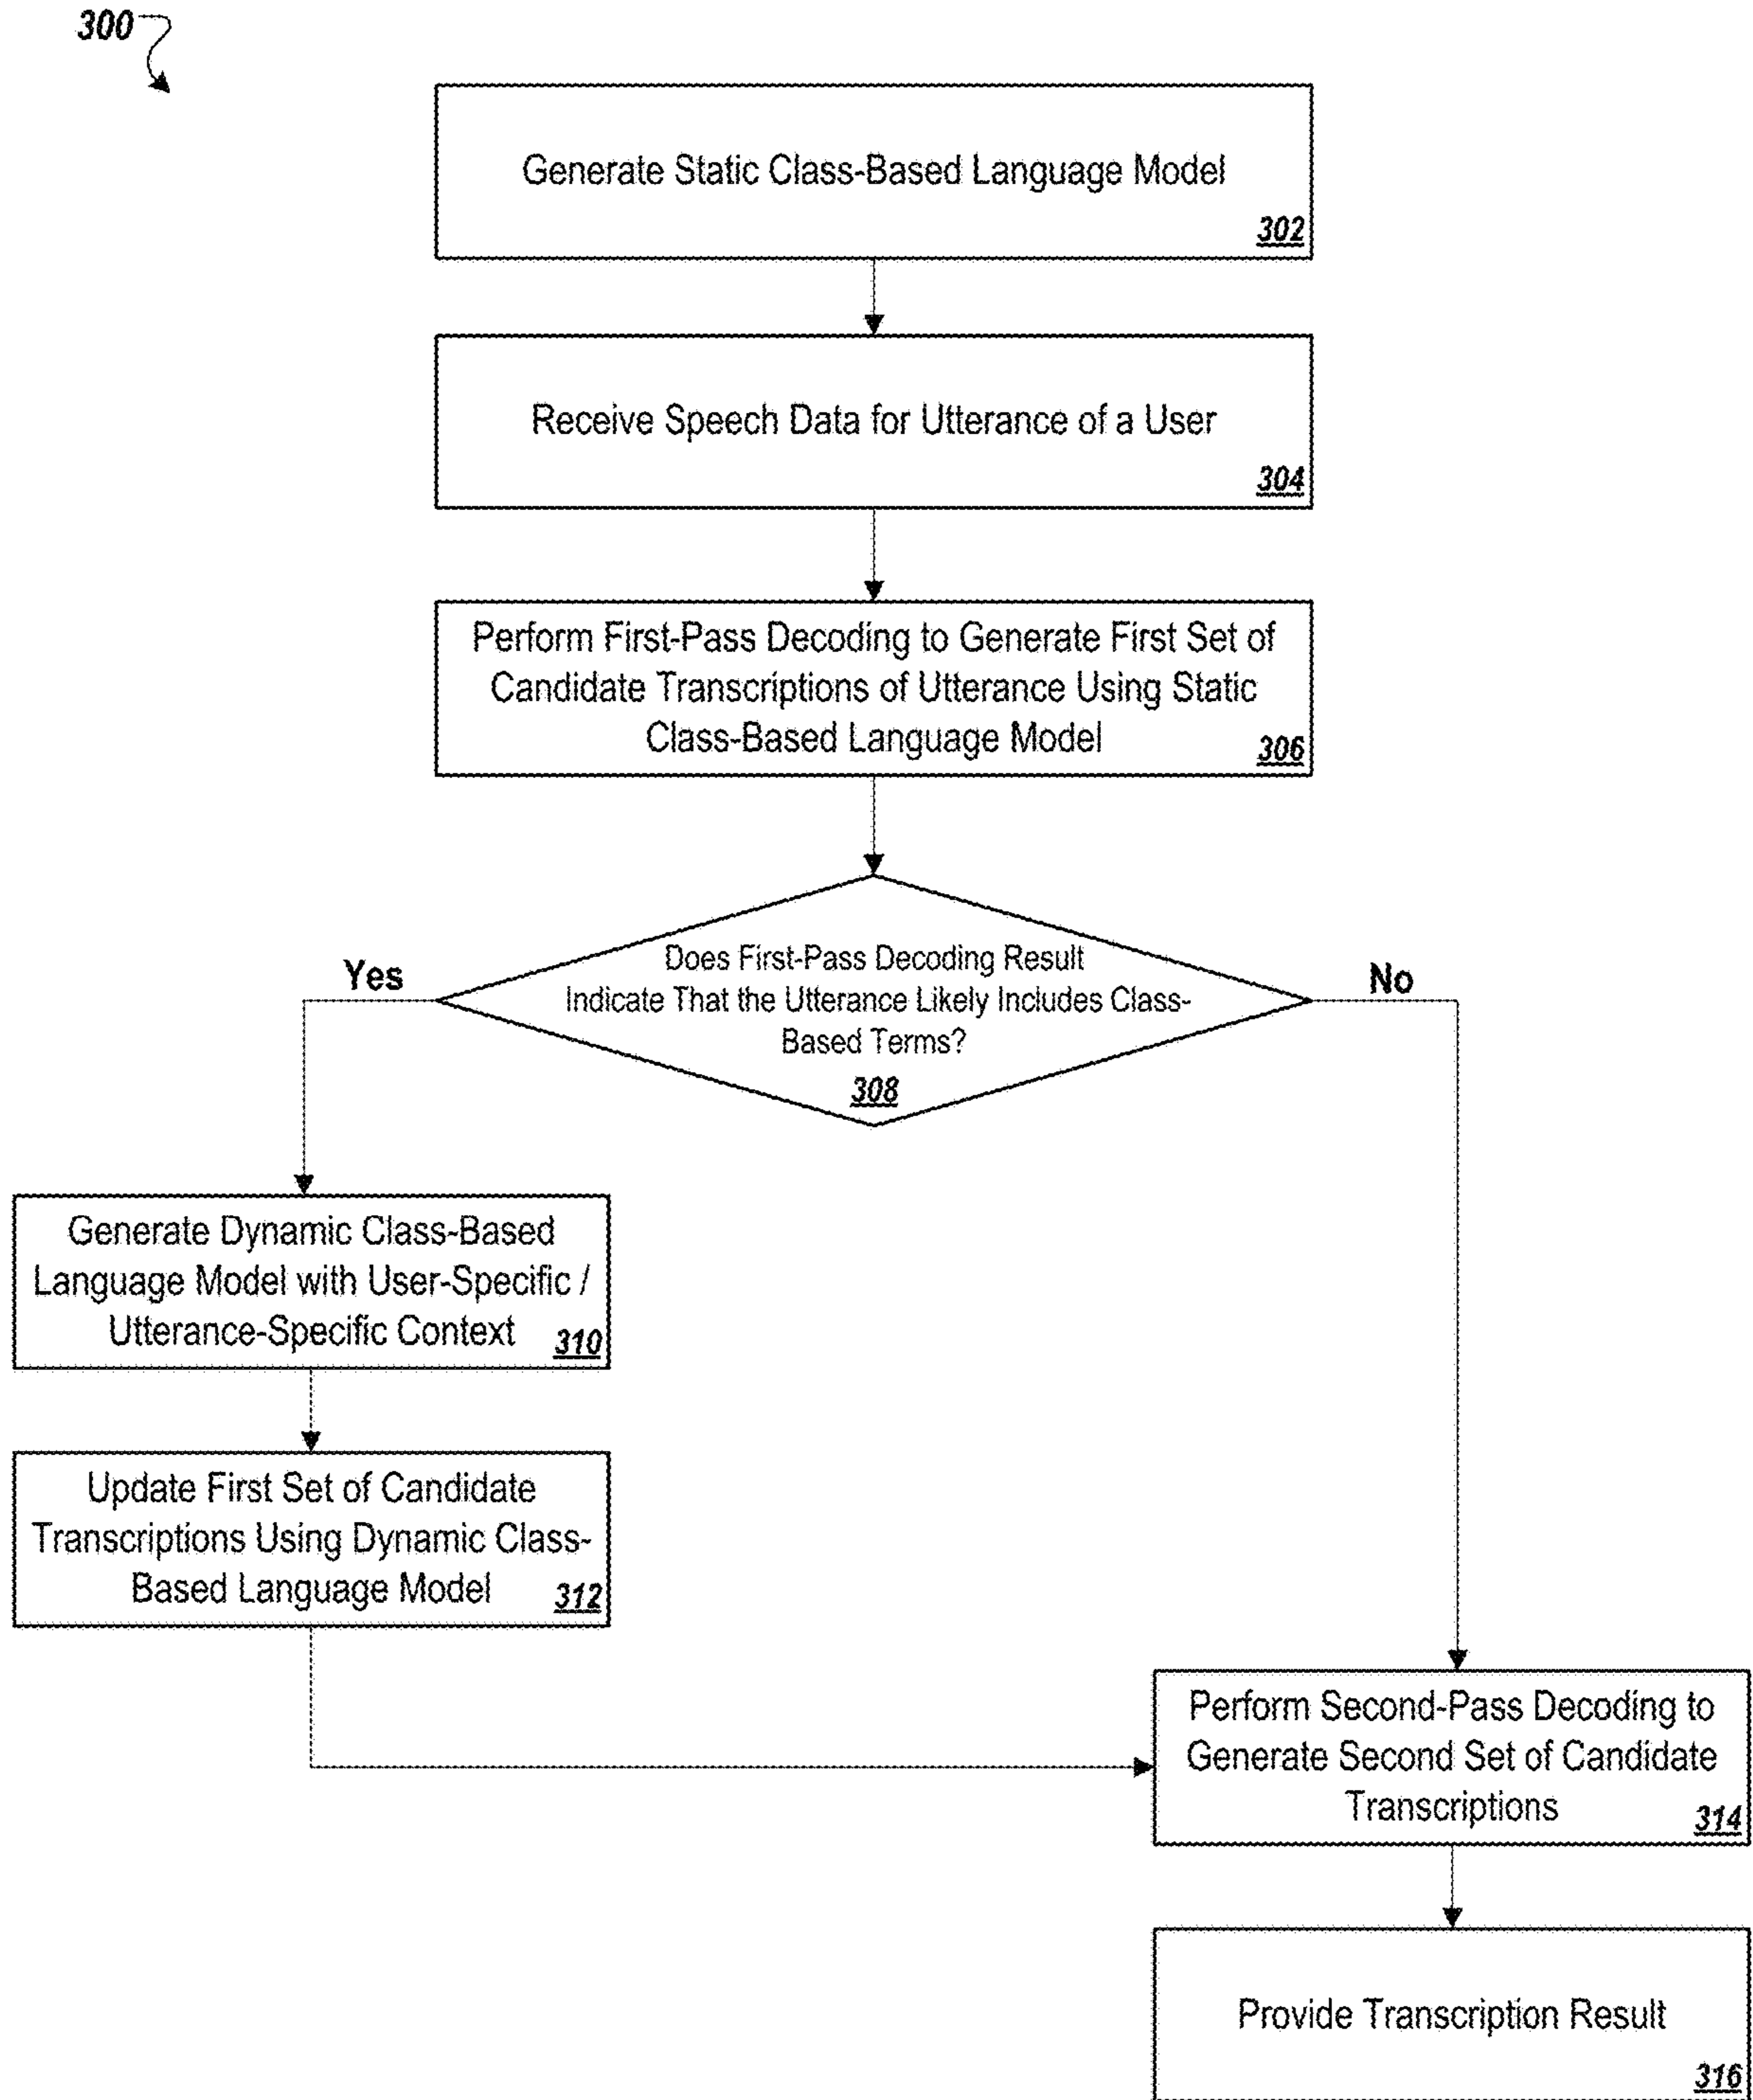 300
Generate Static Class-Based Language Model
302
Receive Speech Data for Utterance of a User
304
Perform First-Pass Decoding to Generate First Set of
Candidate Transcriptions of Utterance Using Static
Class-Based Language Model
306
Does First-Pass Decoding Result
Indicate That the Utterance Likely Includes Class-
Based Terms?
308
Yes
No
Generate Dynamic Class-Based
Language Model with User-Specific /
Utterance-Specific Context
310
Update First Set of Candidate
Transcriptions Using Dynamic Class-
Based Language Model
312
Perform Second-Pass Decoding to
Generate Second Set of Candidate
Transcriptions
314
Provide Transcription Result
316